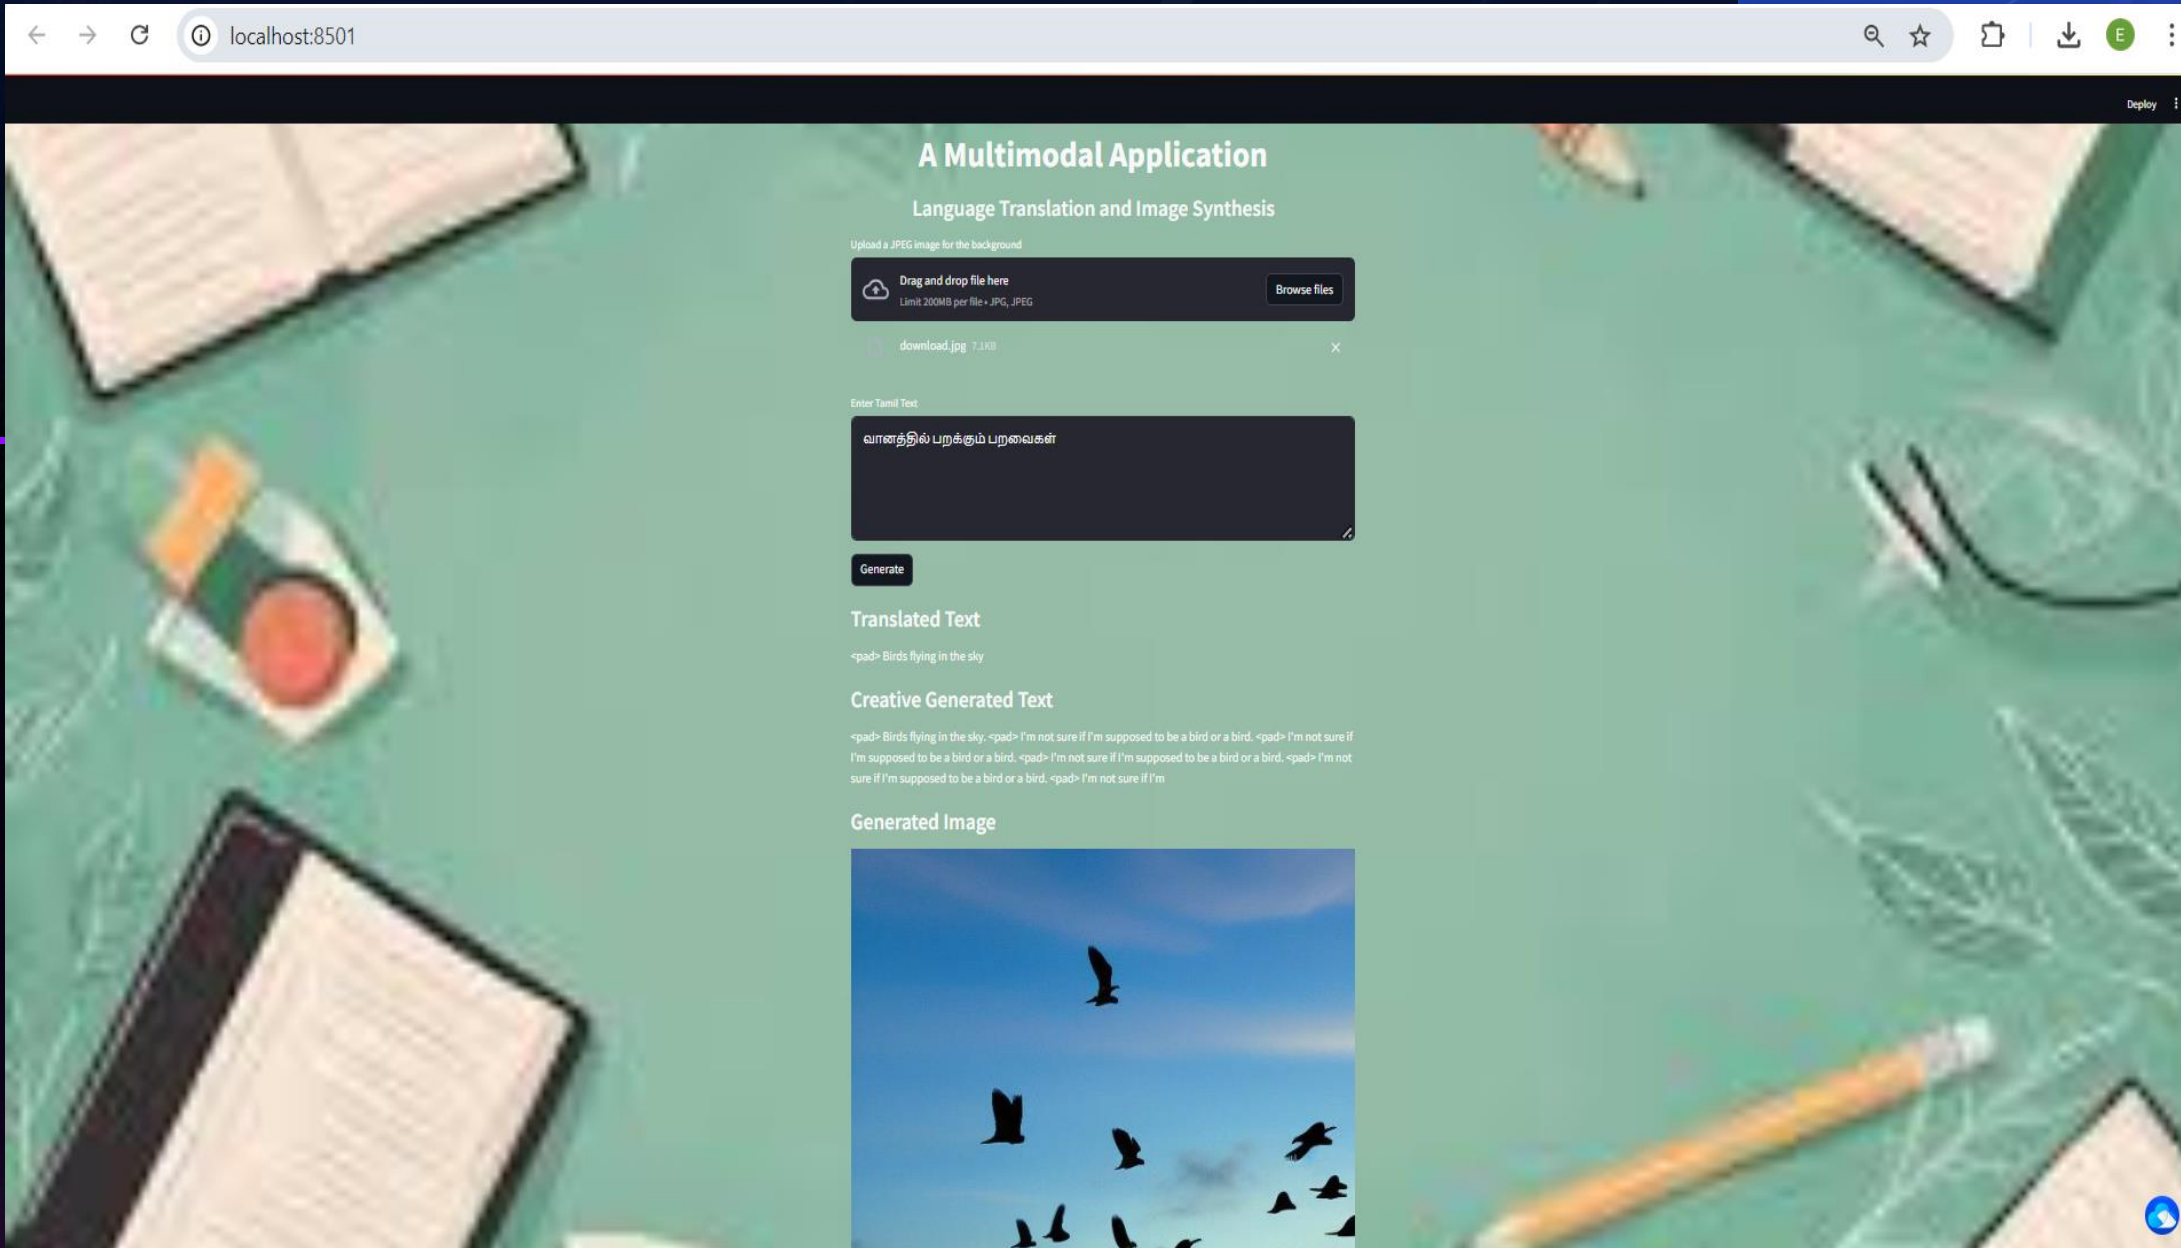 localhost:8501
E
Deploy
A Multimodal Application
Language Translation and Image Synthesis
Upload a JPEG image for the background
Drag and drop file here
Limit 200MB per file • JPG, JPEG
Browse files
download.jpg 7.1KB
Enter Tamil Text
வானத்தில் பறக்கும் பறவைகள்
Generate
Translated Text
<pad> Birds flying in the sky
Creative Generated Text
<pad> Birds flying in the sky. <pad> I'm not sure if I'm supposed to be a bird or a bird. <pad> I'm not sure if
I'm supposed to be a bird or a bird. <pad> I'm not sure if I'm supposed to be a bird or a bird. <pad> I'm not
sure if I'm supposed to be a bird or a bird. <pad> I'm not sure if I'm
Generated Image